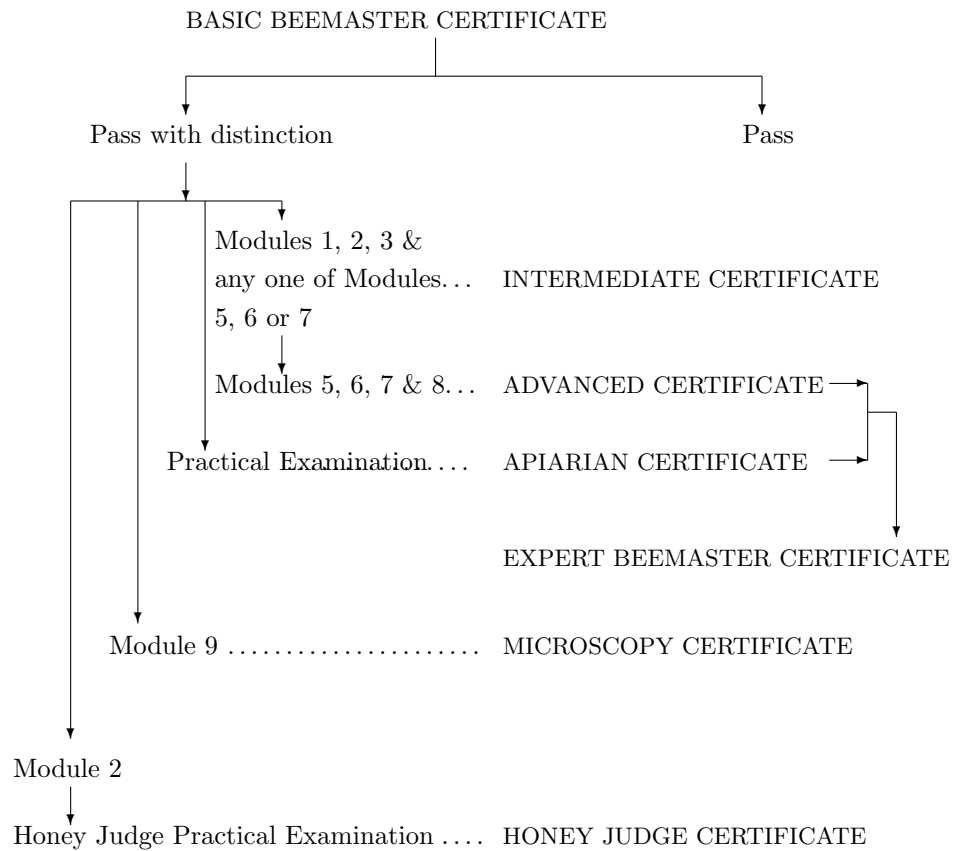 BASIC BEEMASTER CERTIFICATE
Pass with distinction
Pass
Modules 1, 2, 3 &
any one of Modules... INTERMEDIATE CERTIFICATE
5, 6 or 7
Modules 5, 6, 7 & 8... ADVANCED CERTIFICATE
Practical Examination.... APIARIAN CERTIFICATE
EXPERT BEEMASTER CERTIFICATE
Module 9 ...................... MICROSCOPY CERTIFICATE
Module 2
Honey Judge Practical Examination .... HONEY JUDGE CERTIFICATE